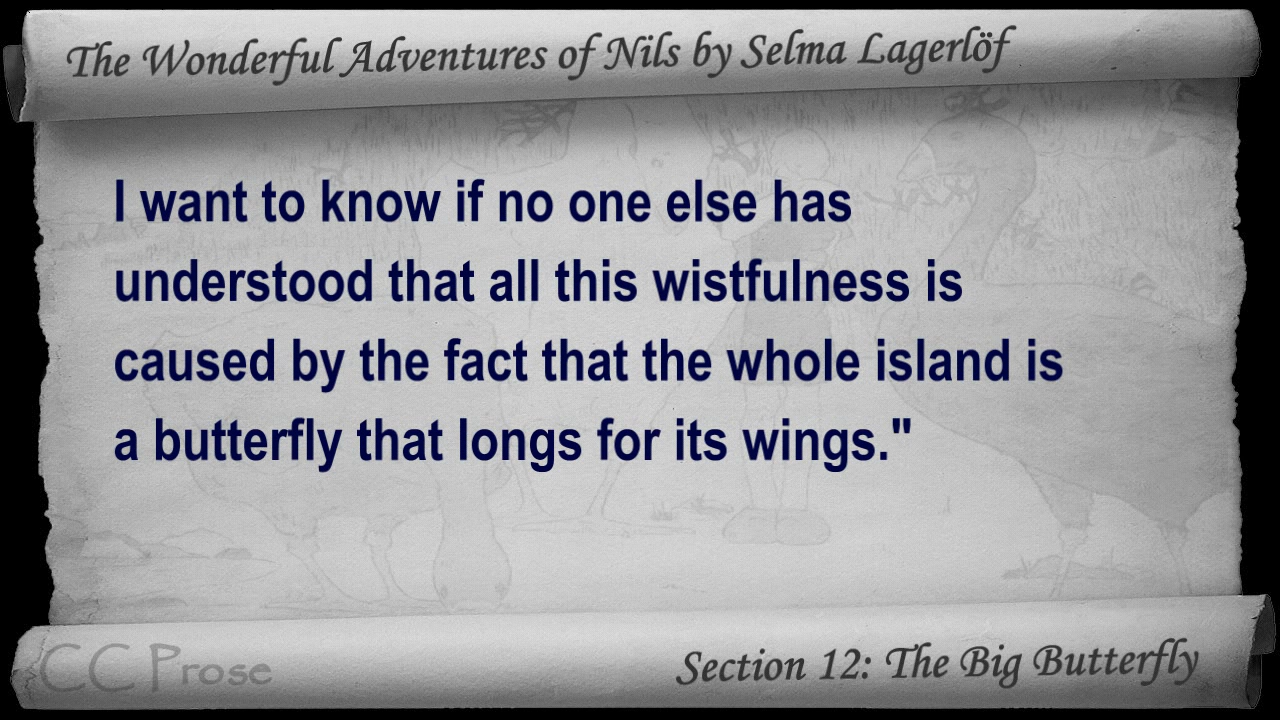 The Wonderful Adventures of Nils by Selma Lagerlöf
I want to know if no one else has
understood that all this wistfulness is
caused by the fact that the whole island is
a butterfly that longs for its wings."
CC Prose
Section 12: The Big Butterfly